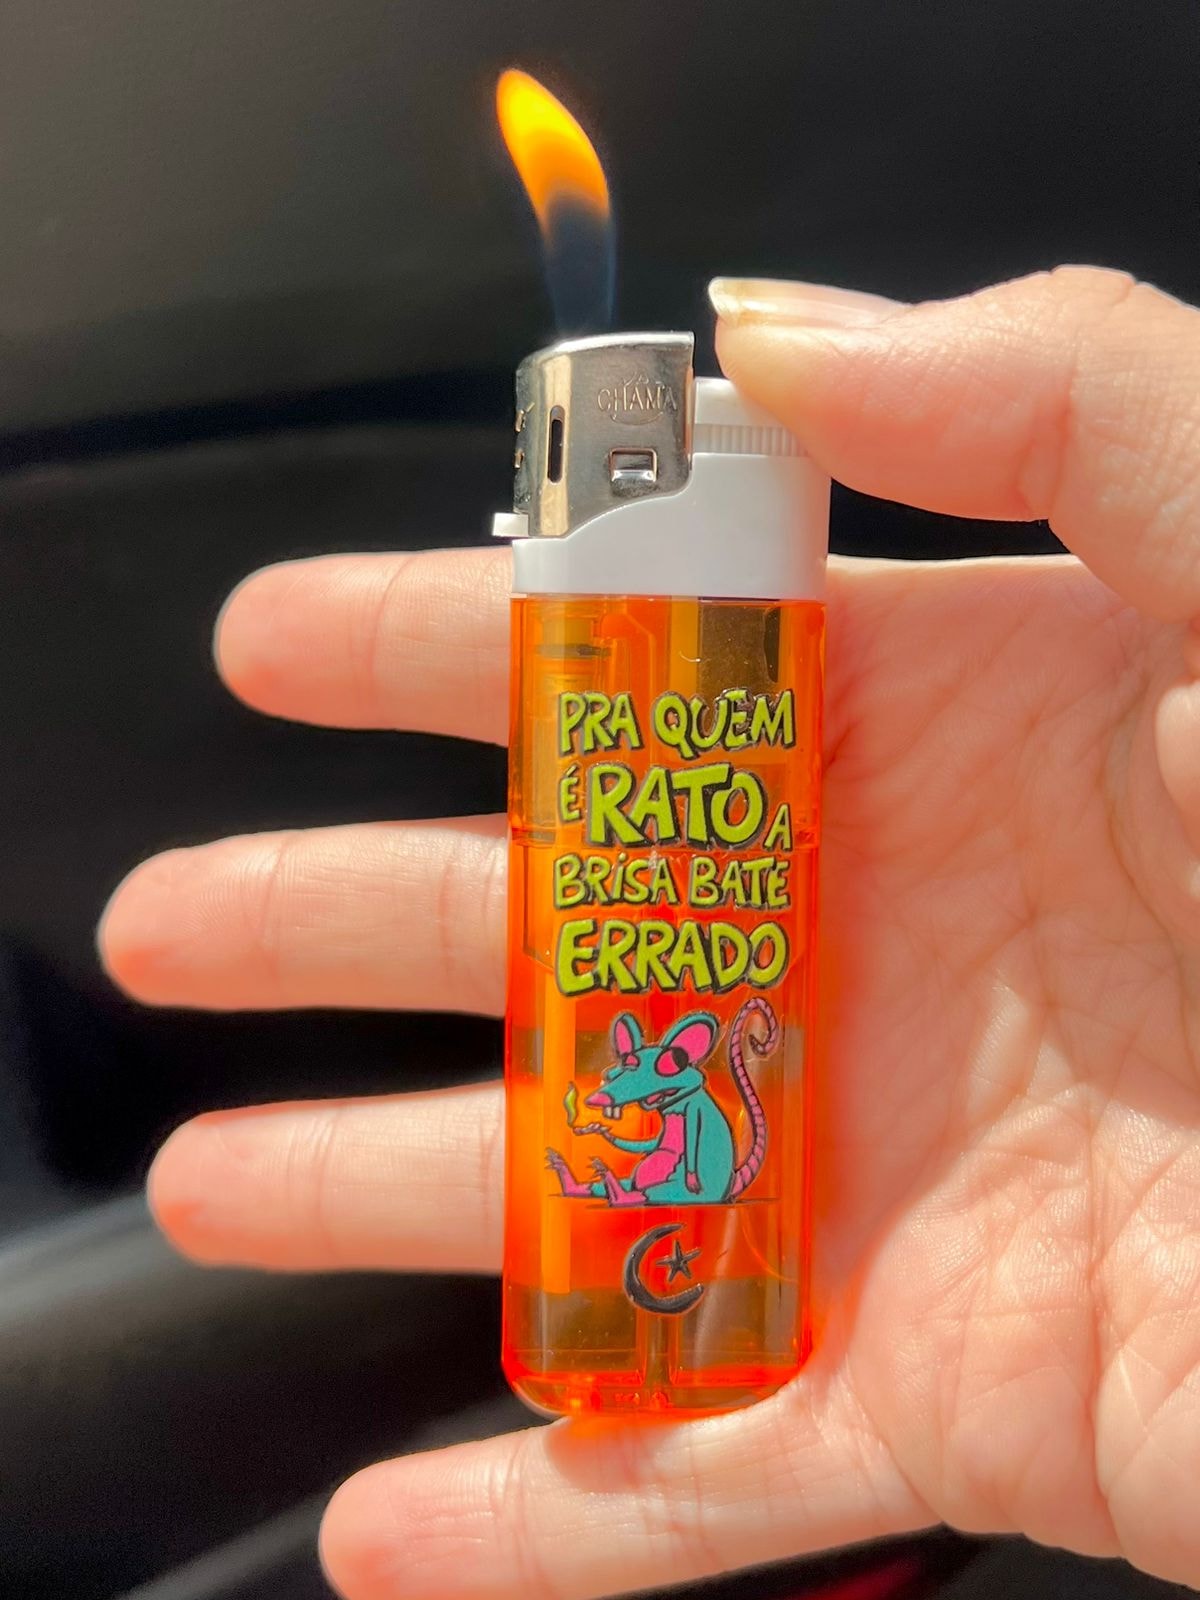 CHAMA
PRA QUEM
É RATO A
BRISA BATE
ERRADO